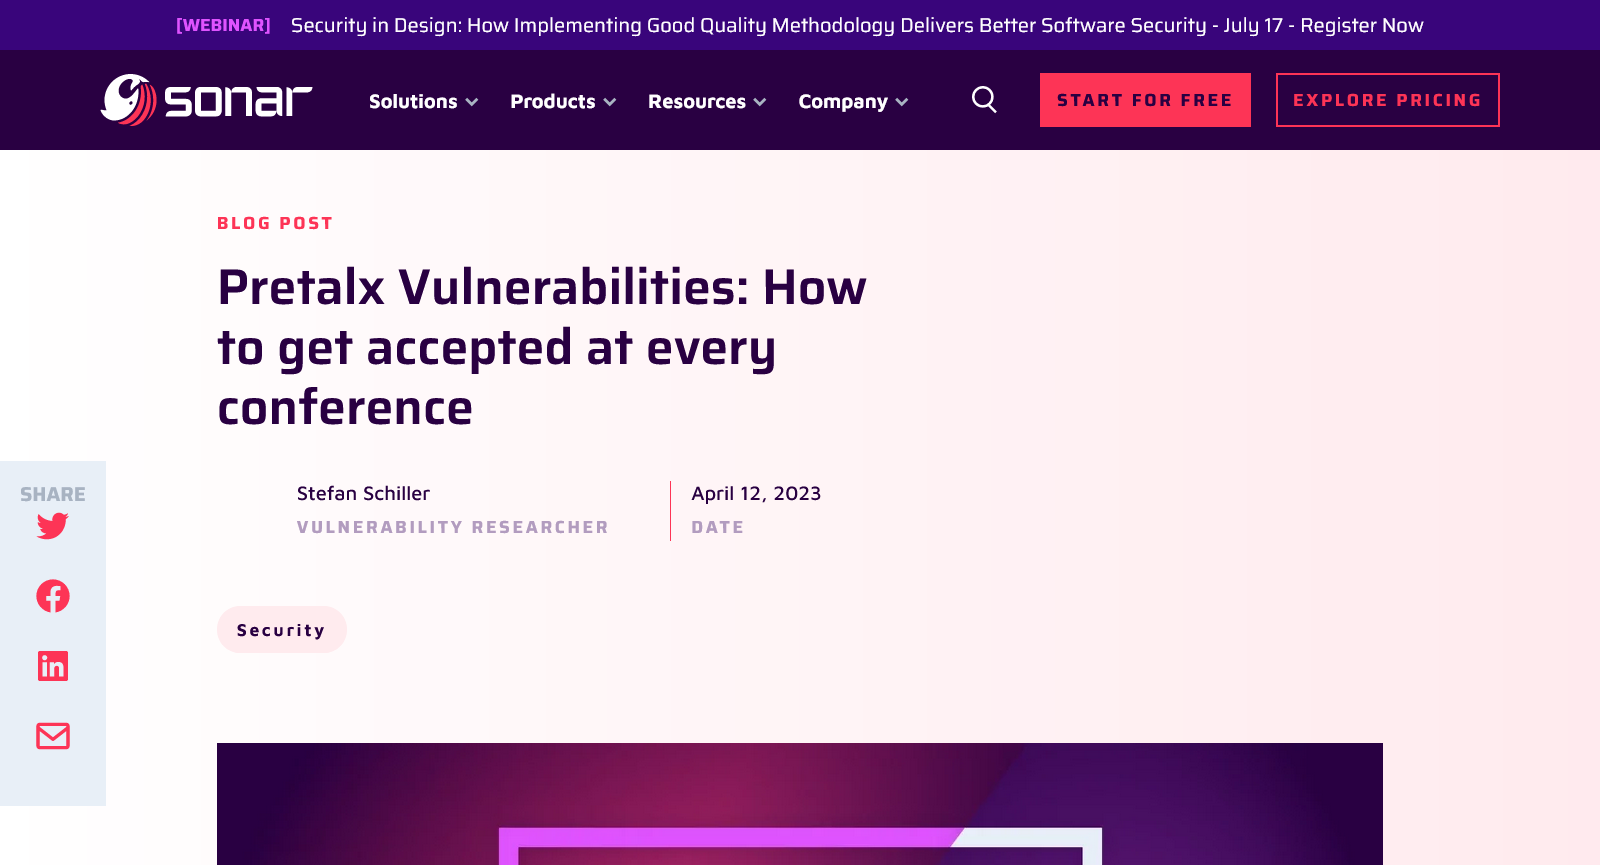 [WEBINAR] Security in Design: How Implementing Good Quality Methodology Delivers Better Software Security - July 17 - Register Now
sonar Solutions Products Resources Company START FOR FREE EXPLORE PRICING
BLOG POST
Pretalx Vulnerabilities: How
to get accepted at every
conference
Stefan Schiller
VULNERABILITY RESEARCHER
April 12, 2023
DATE
SHARE
Security